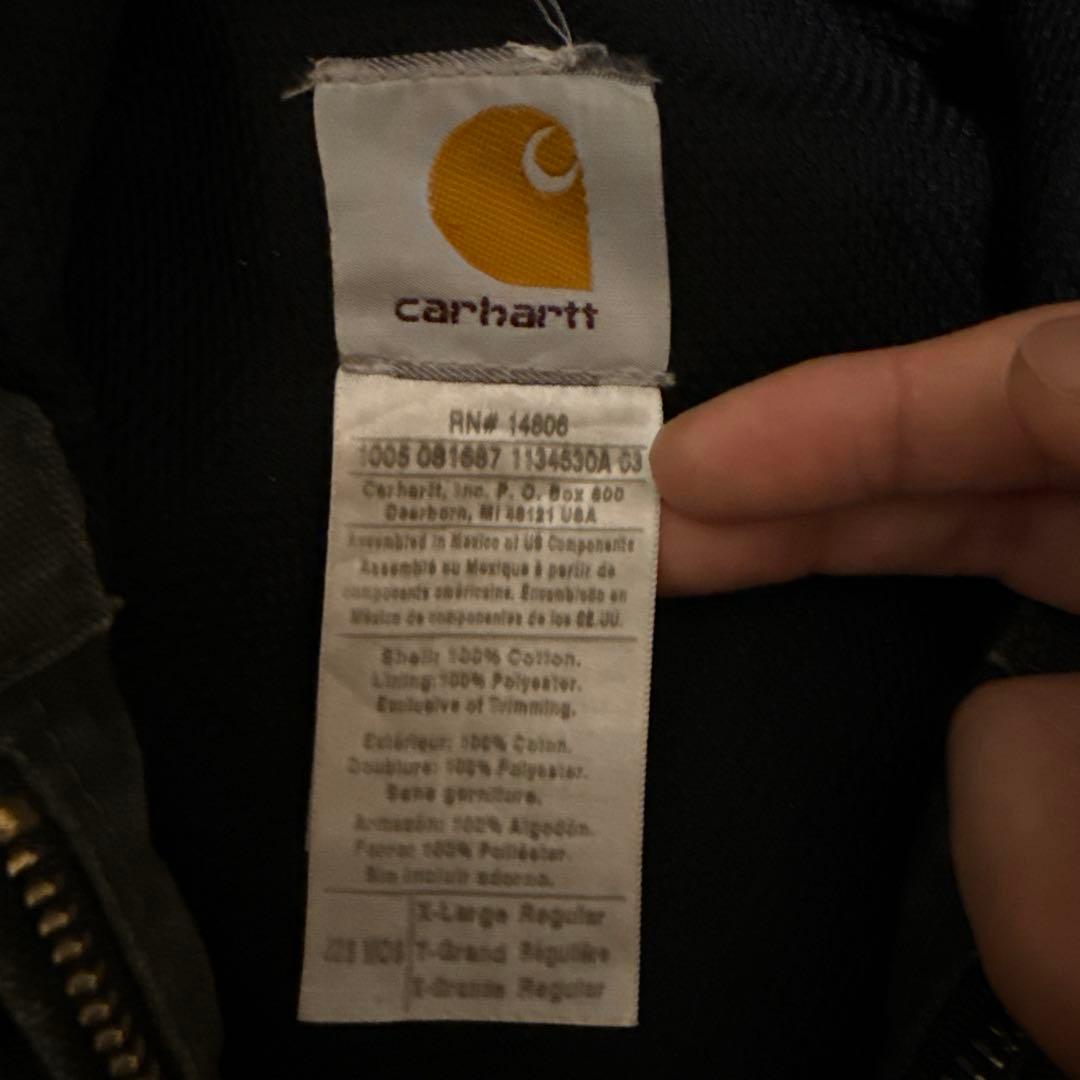 carhartt
RN# 14806
1005 081687 1134530A 03
Carhartt, Inc. P. O. Box 600
Dearborn, MI 48121 USA
Assembled in Mexico of US Components
Assemblé au Mexique à partir de
composants américains. Ensamblado en
México de componentes de los EE.UU.
Shell: 100% Cotton.
Lining: 100% Polyester.
Exclusive of Trimming.
Extérieur: 100% Coton.
Doublure: 100% Polyester.
Sans garniture.
Armazón: 100% Algodón.
Forro: 100% Poliéster.
Sin incluir adorno.
X-Large Regular
J25 MOS T-Grand Régulière
X-Grande Regular